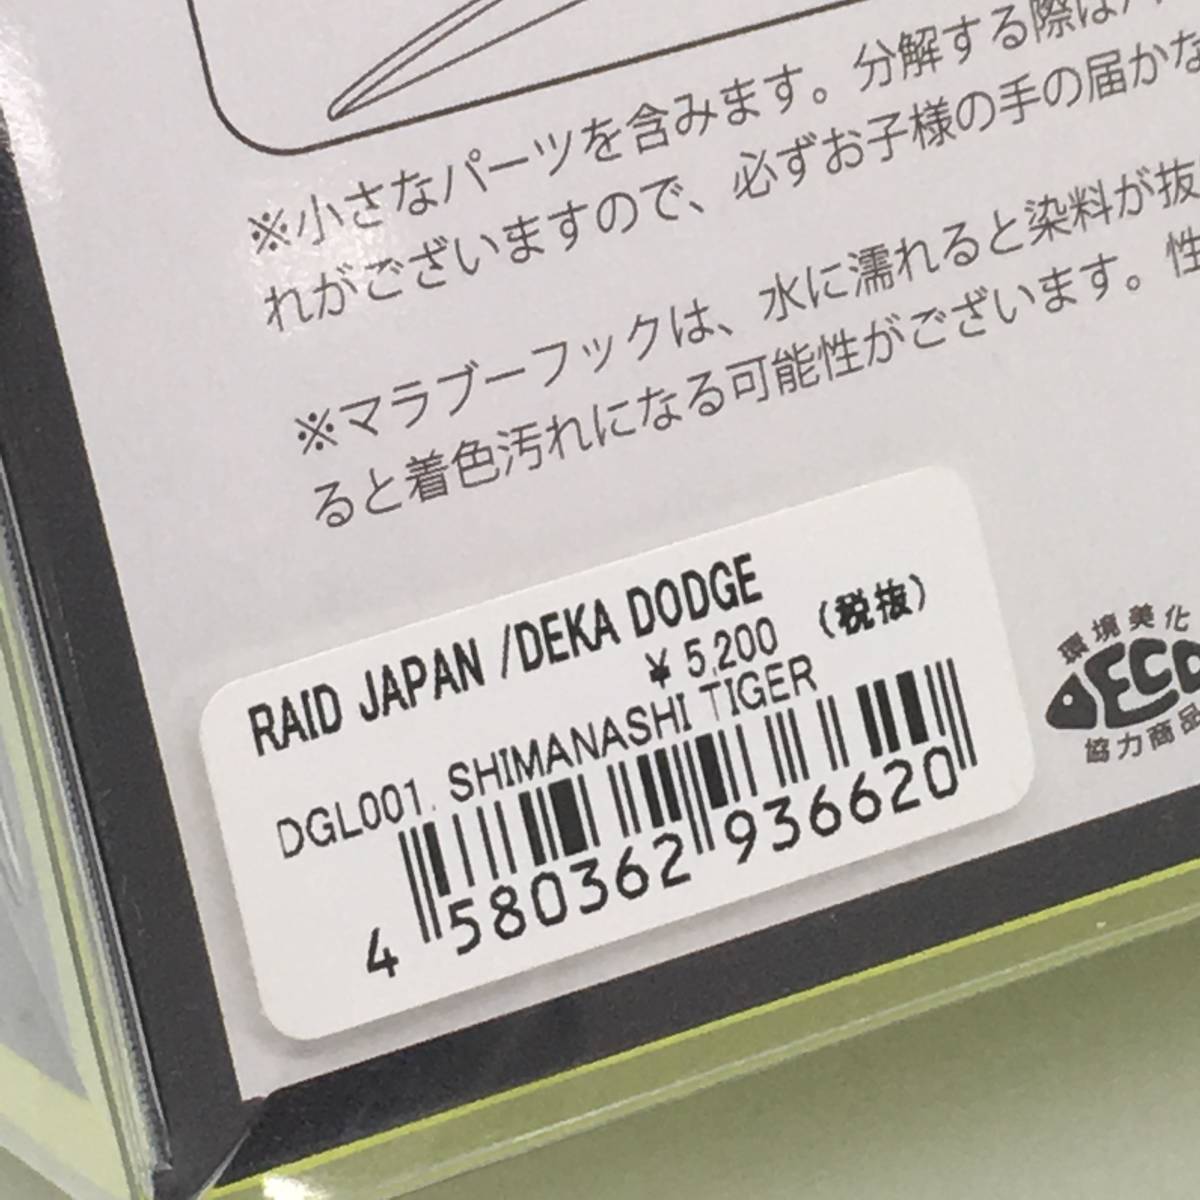 ※小さなパーツを含みます。分解する際は
れがございますので、必ずお子様の手の届かな
※マラブーフックは、水に濡れると染料が抜
ると着色汚れになる可能性がございます。性
RAID JAPAN /DEKA DODGE
¥ 5,200 (税抜)
DGL001. SHIMANASHI TIGER
4 580362 936620
環境美化
ECO
協力商品